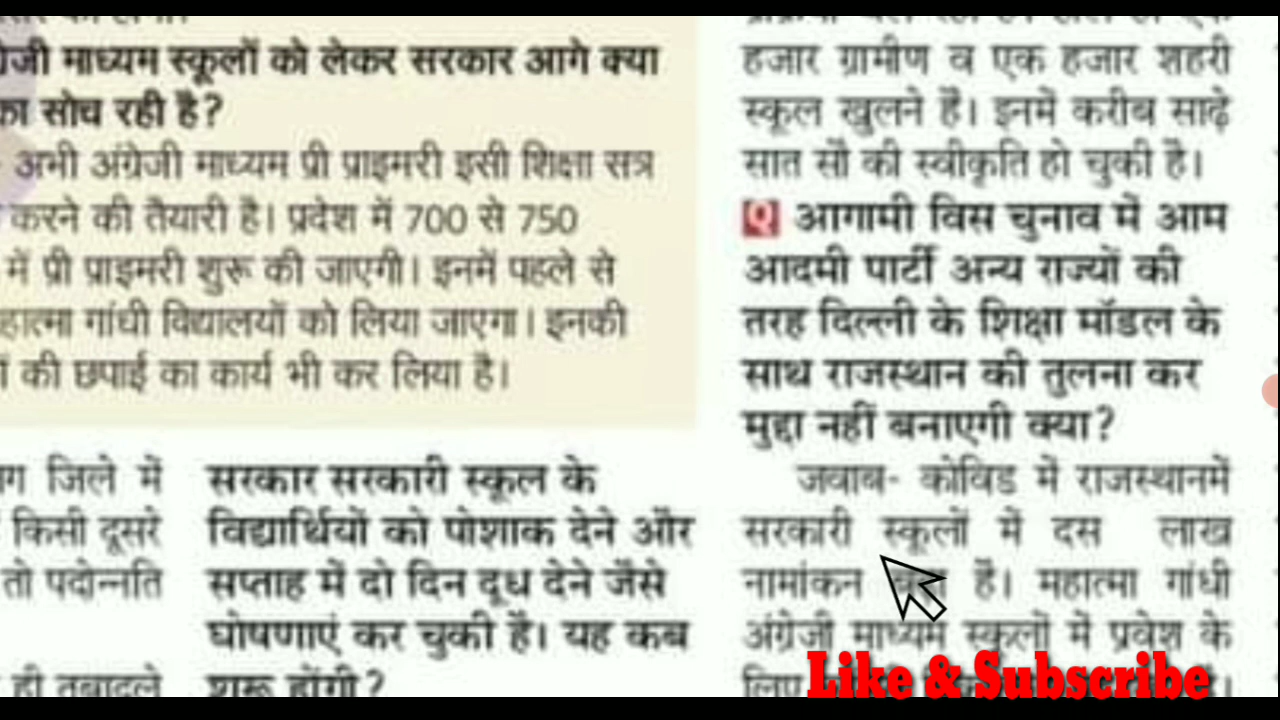 जी माध्यम स्कूलों को लेकर सरकार आगे क्या
का सोच रही है?
अभी अंग्रेजी माध्यम प्री प्राइमरी इसी शिक्षा सत्र
करने की तैयारी है। प्रदेश में 700 से 750
में प्री प्राइमरी शुरू की जाएगी। इनमें पहले से
हात्मा गांधी विद्यालयों को लिया जाएगा। इनकी
की छपाई का कार्य भी कर लिया है।
जिले में
किसी दूसरे
तो पदोन्नति
ही तबादले
सरकार सरकारी स्कूल के
विद्यार्थियों को पोशाक देने और
सप्ताह में दो दिन दूध देने जैसे
घोषणाएं कर चुकी हैं। यह कब
शुरू होंगी?
हजार ग्रामीण व एक हजार शहरी
स्कूल खुलने हैं। इनमें करीब साढ़े
सात सौ की स्वीकृति हो चुकी है।
Q आगामी विस चुनाव में आम
आदमी पार्टी अन्य राज्यों की
तरह दिल्ली के शिक्षा मॉडल के
साथ राजस्थान की तुलना कर
मुद्दा नहीं बनाएगी क्या?
जवाब- कोविड में राजस्थानमें
सरकारी स्कूलों में दस लाख
नामांकन हैं। महात्मा गांधी
अंग्रेजी माध्यम स्कूलों में प्रवेश के
Like & Subscribe